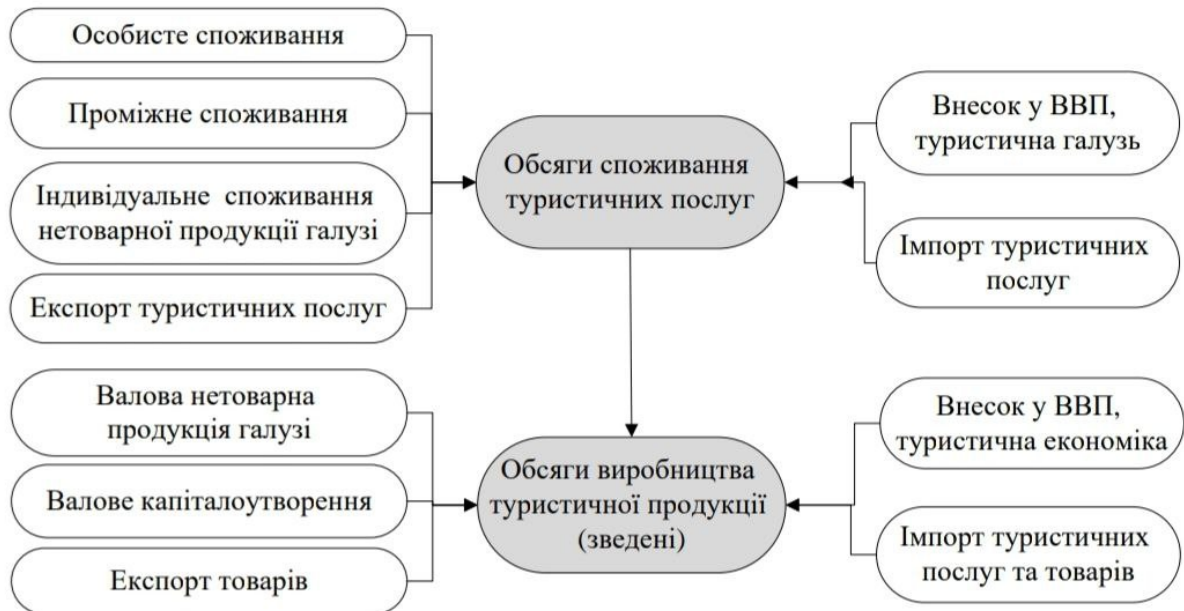 Особисте споживання
Проміжне споживання
Індивідуальне споживання
нетоварної продукції галузі
Експорт туристичних послуг
Обсяги споживання
туристичних послуг
Внесок у ВВП,
туристична галузь
Імпорт туристичних
послуг
Валова нетоварна
продукція галузі
Валове капіталоутворення
Експорт товарів
Обсяги виробництва
туристичної продукції
(зведені)
Внесок у ВВП,
туристична економіка
Імпорт туристичних
послуг та товарів